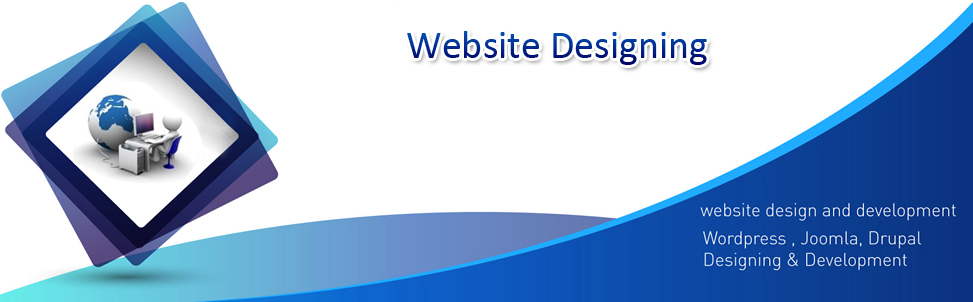 Website Designing
website design and development
Wordpress , Joomla, Drupal
Designing & Development